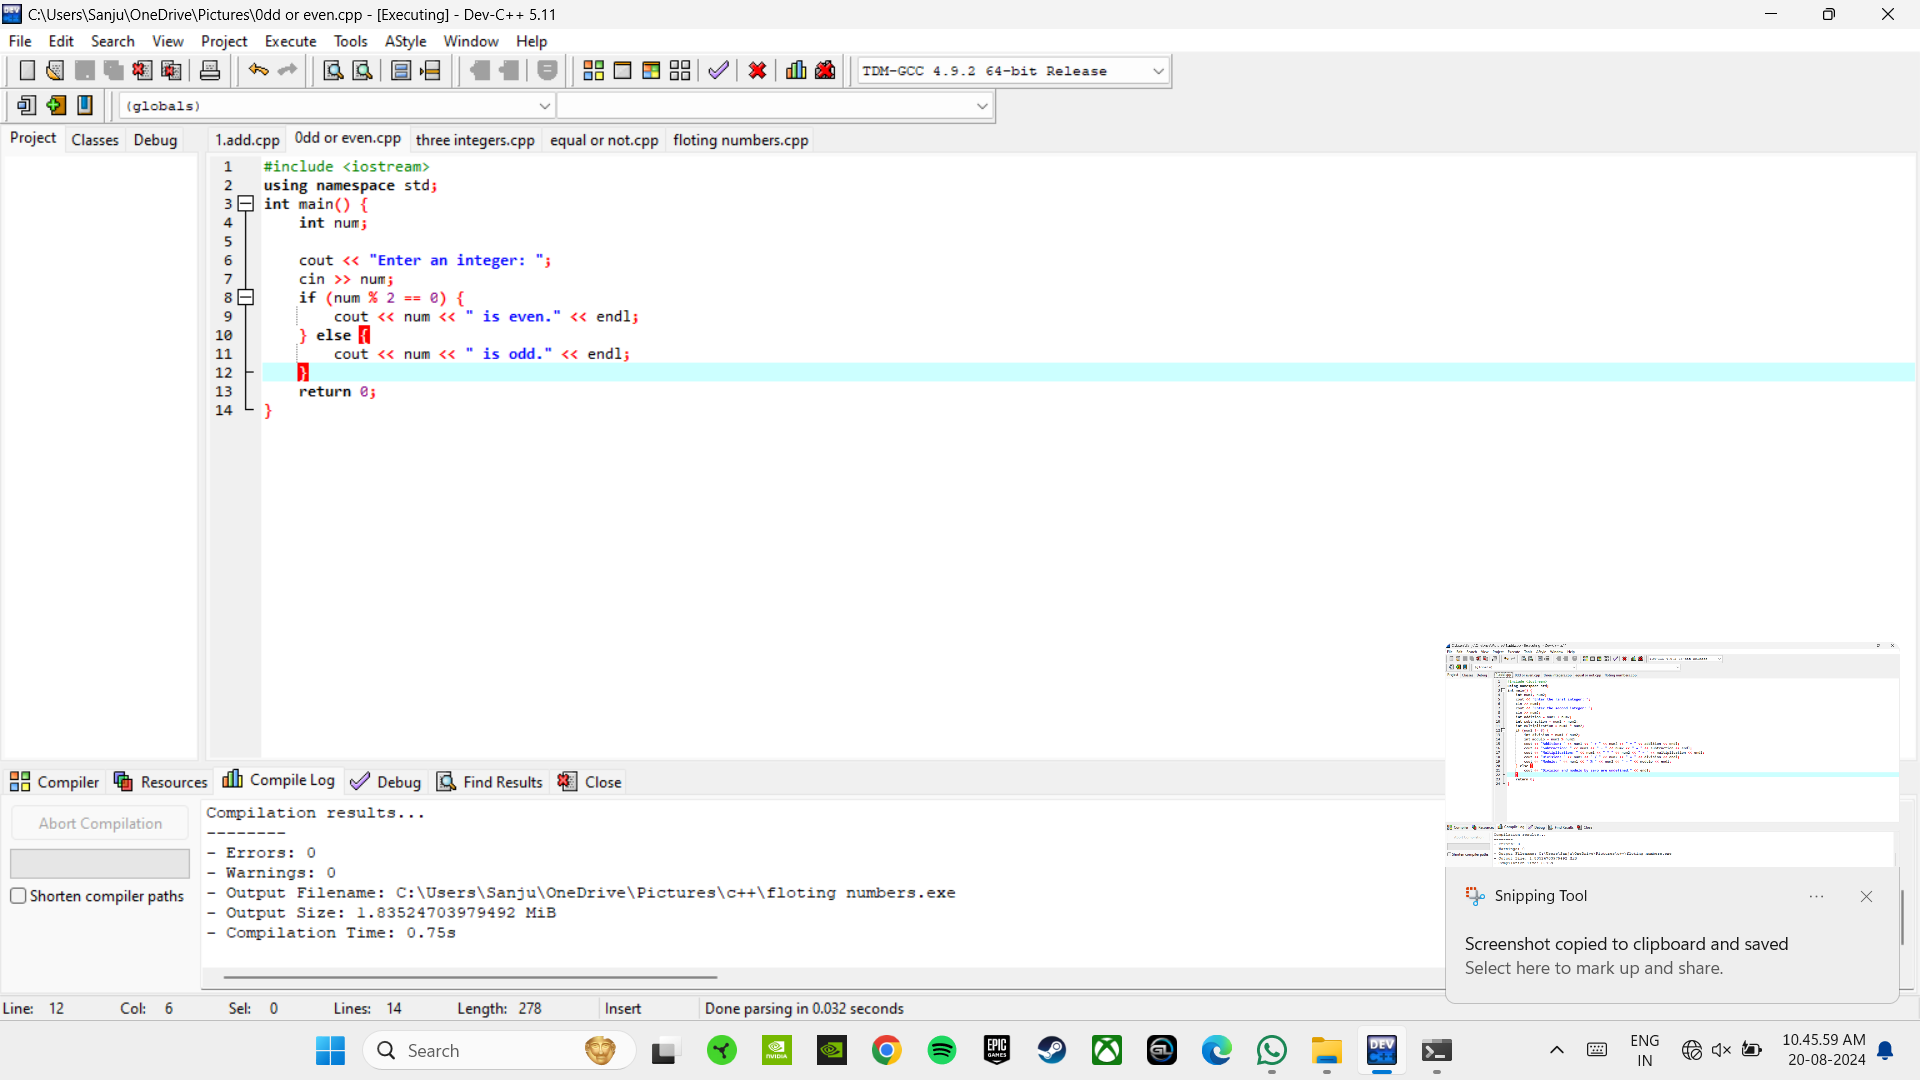 C:\Users\Sanju\OneDrive\Pictures\0dd or even.cpp - [Executing] - Dev-C++ 5.11
File Edit Search View Project Execute Tools AStyle Window Help
TDM-GCC 4.9.2 64-bit Release
(globals)
Project Classes Debug 1.add.cpp 0dd or even.cpp three integers.cpp equal or not.cpp floting numbers.cpp
1 #include <iostream>
2 using namespace std;
3 int main() {
4 int num;
5
6 cout << "Enter an integer: ";
7 cin >> num;
8 if (num % 2 == 0) {
9 cout << num << " is even." << endl;
10 } else {
11 cout << num << " is odd." << endl;
12 }
13 return 0;
14 }
Compiler Resources Compile Log Debug Find Results Close
Abort Compilation
Shorten compiler paths
Compilation results...
--------
- Errors: 0
- Warnings: 0
- Output Filename: C:\Users\Sanju\OneDrive\Pictures\c++\floting numbers.exe
- Output Size: 1.83524703979492 MiB
- Compilation Time: 0.75s
Snipping Tool
Screenshot copied to clipboard and saved
Select here to mark up and share.
Line: 12 Col: 6 Sel: 0 Lines: 14 Length: 278 Insert Done parsing in 0.032 seconds
Search
NVIDIA
EPIC GAMES
DEV C++
ENG
IN
10.45.59 AM
20-08-2024